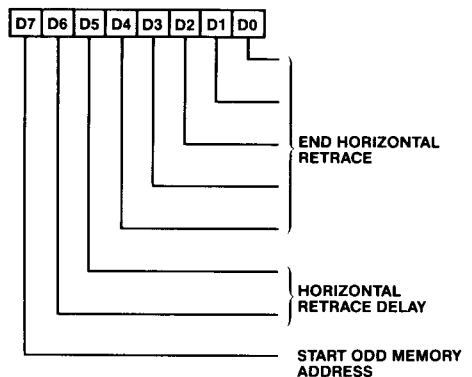 D7 D6 D5 D4 D3 D2 D1 D0
END HORIZONTAL
RETRACE
HORIZONTAL
RETRACE DELAY
START ODD MEMORY
ADDRESS